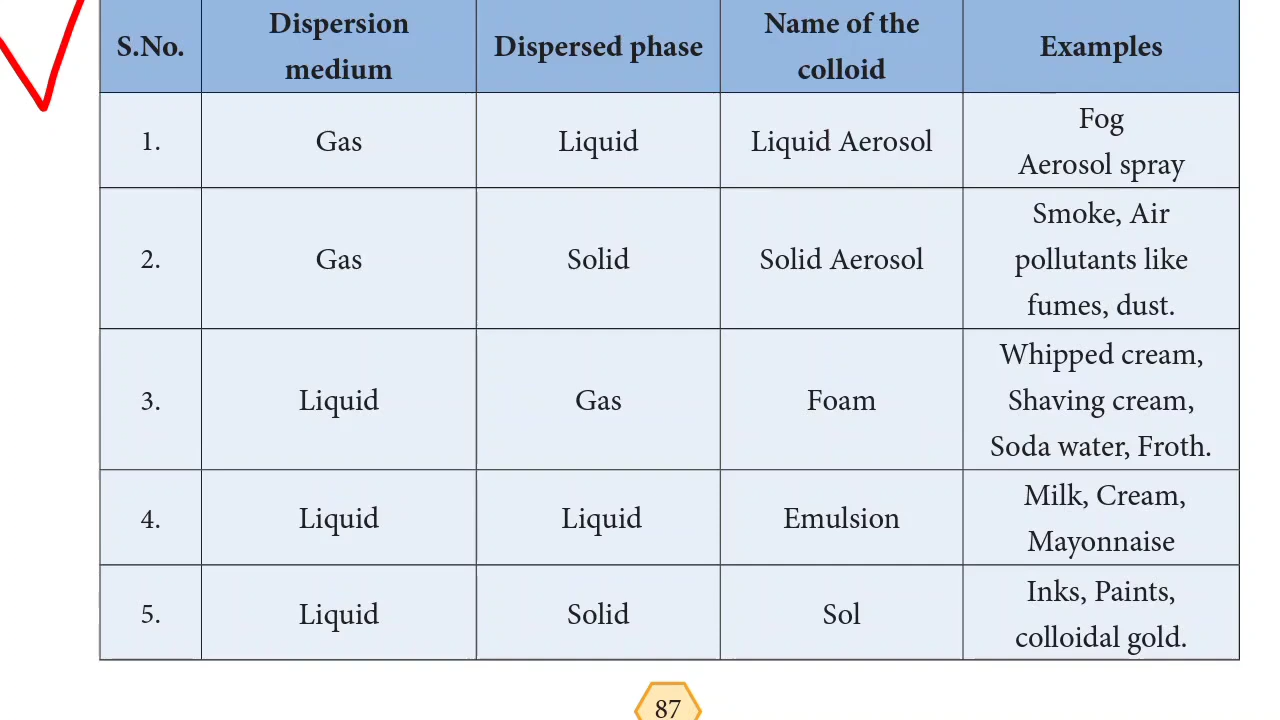 S.No. Dispersion medium Dispersed phase Name of the colloid Examples
1. Gas Liquid Liquid Aerosol Fog
Aerosol spray
2. Gas Solid Solid Aerosol Smoke, Air
pollutants like
fumes, dust.
3. Liquid Gas Foam Whipped cream,
Shaving cream,
Soda water, Froth.
4. Liquid Liquid Emulsion Milk, Cream,
Mayonnaise
5. Liquid Solid Sol Inks, Paints,
colloidal gold.
87